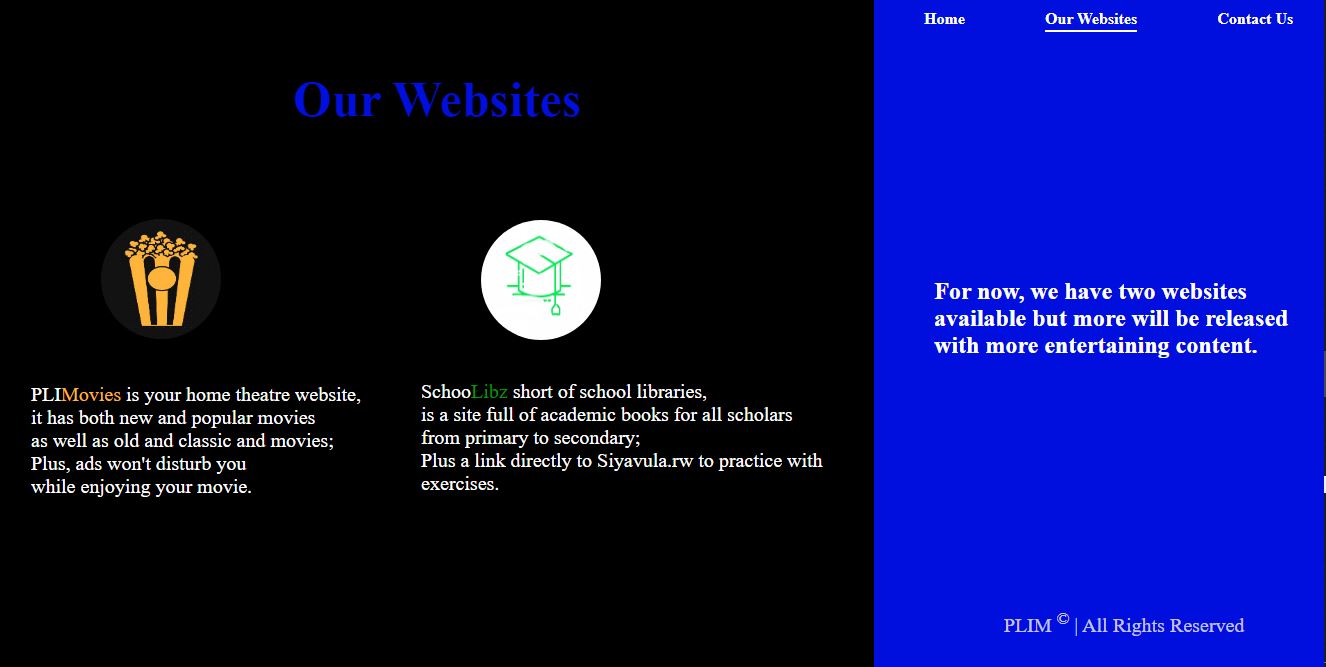 Home Our Websites Contact Us
Our Websites
PLIMovies is your home theatre website,
it has both new and popular movies
as well as old and classic and movies;
Plus, ads won't disturb you
while enjoying your movie.
SchooLibz short of school libraries,
is a site full of academic books for all scholars
from primary to secondary;
Plus a link directly to Siyavula.rw to practice with
exercises.
For now, we have two websites
available but more will be released
with more entertaining content.
PLIM © | All Rights Reserved